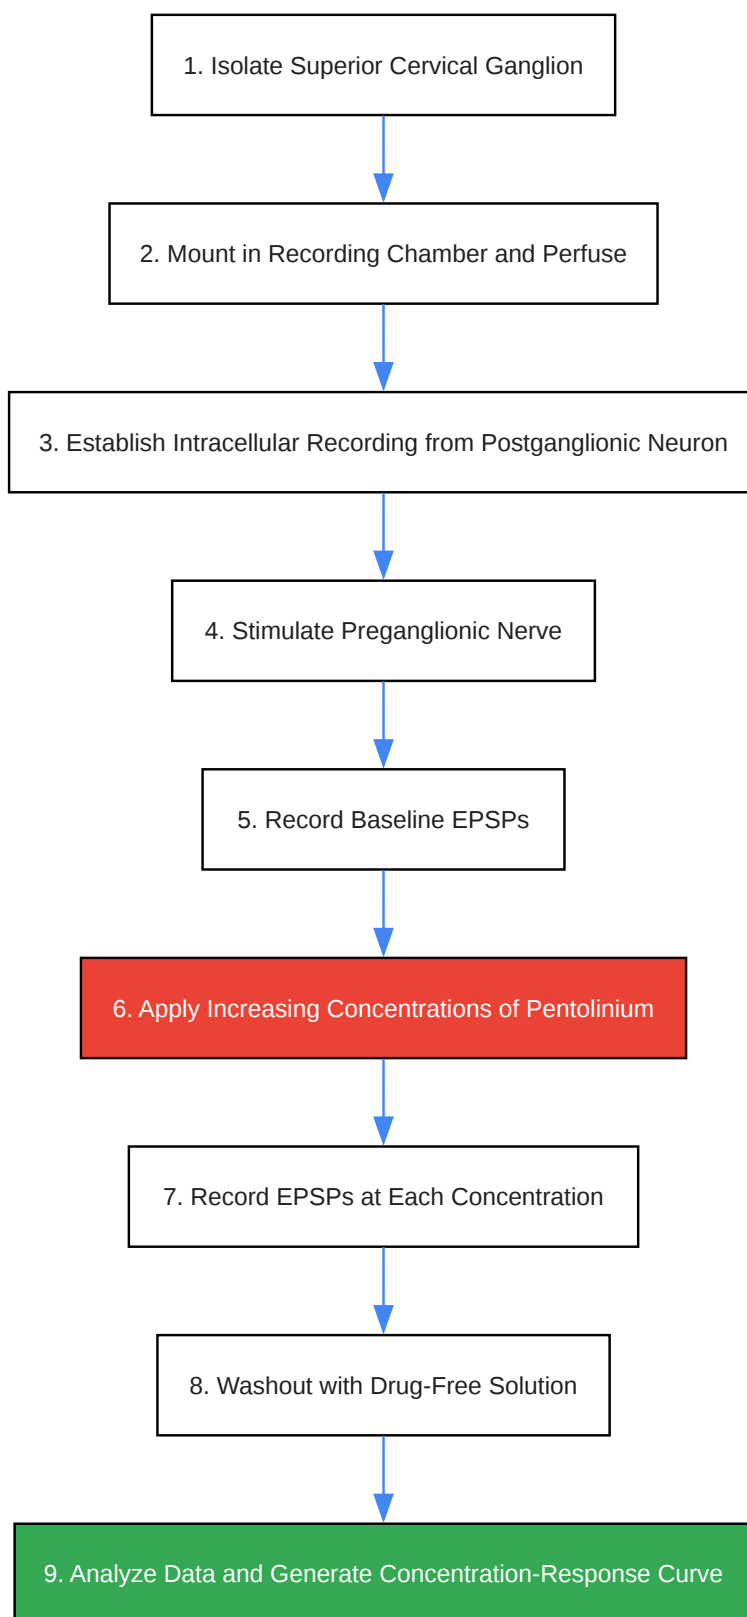 1. Isolate Superior Cervical Ganglion
2. Mount in Recording Chamber and Perfuse
3. Establish Intracellular Recording from Postganglionic Neuron
4. Stimulate Preganglionic Nerve
5. Record Baseline EPSPs
6. Apply Increasing Concentrations of Pentolinium
7. Record EPSPs at Each Concentration
8. Washout with Drug-Free Solution
9. Analyze Data and Generate Concentration-Response Curve